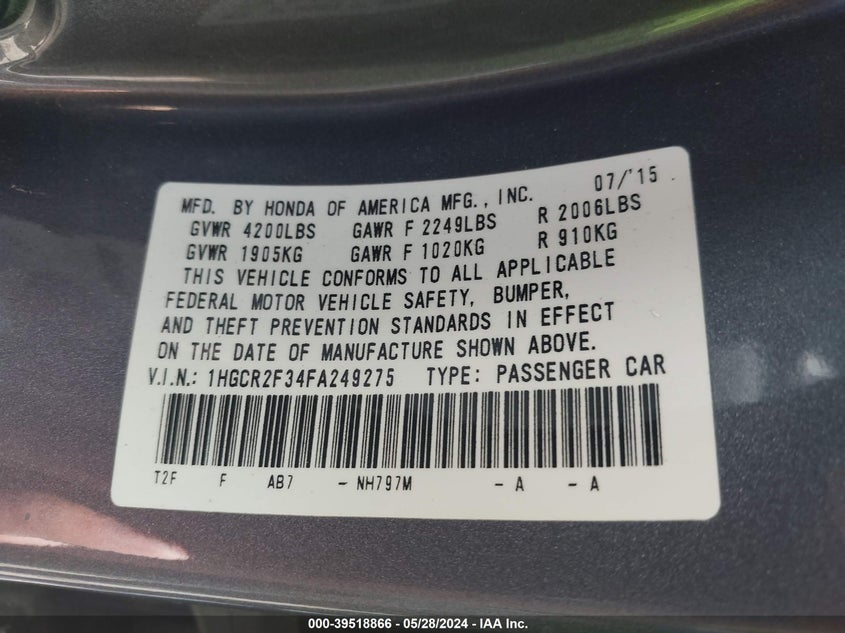 MFD. BY HONDA OF AMERICA MFG., INC. 07/'15
GVWR 4200LBS GAWR F 2249LBS R 2006LBS
GVWR 1905KG GAWR F 1020KG R 910KG
THIS VEHICLE CONFORMS TO ALL APPLICABLE
FEDERAL MOTOR VEHICLE SAFETY, BUMPER,
AND THEFT PREVENTION STANDARDS IN EFFECT
ON THE DATE OF MANUFACTURE SHOWN ABOVE.
V.I.N.: 1HGCR2F34FA249275 TYPE: PASSENGER CAR
T2F F AB7 - NH797M - A - A
000-39518866 - 05/28/2024 - IAA Inc.